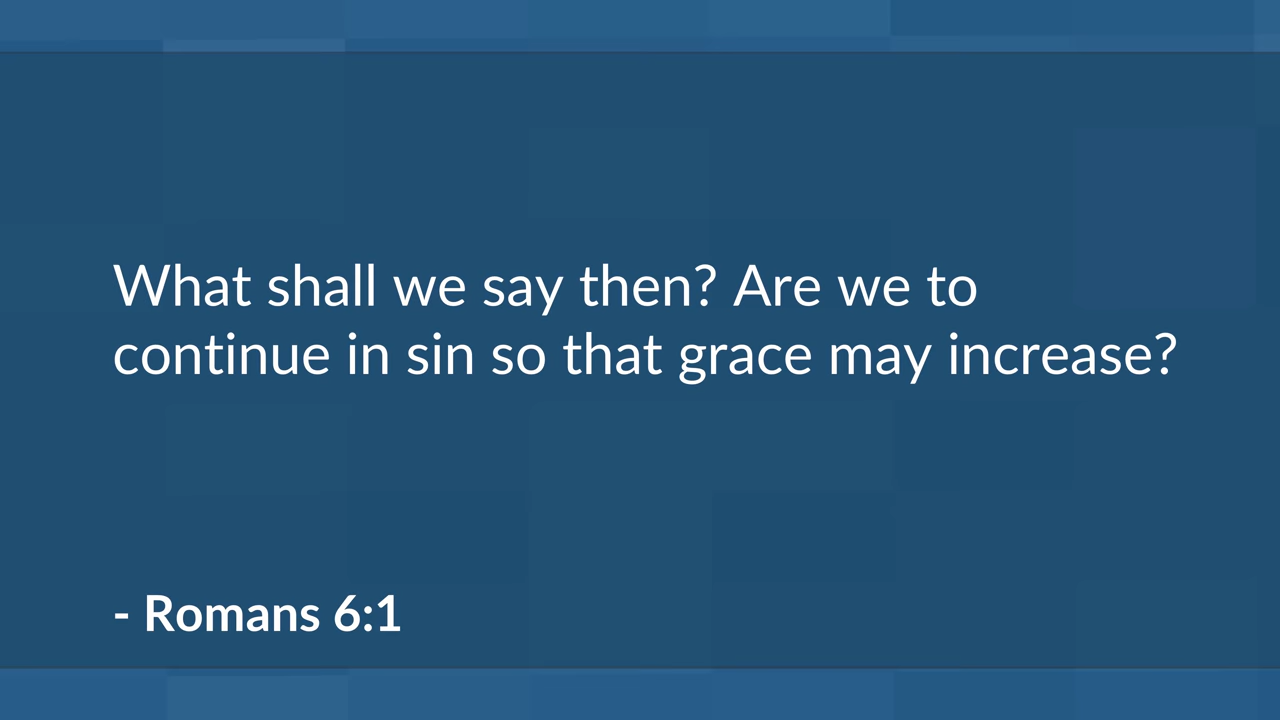 What shall we say then? Are we to
continue in sin so that grace may increase?
- Romans 6:1